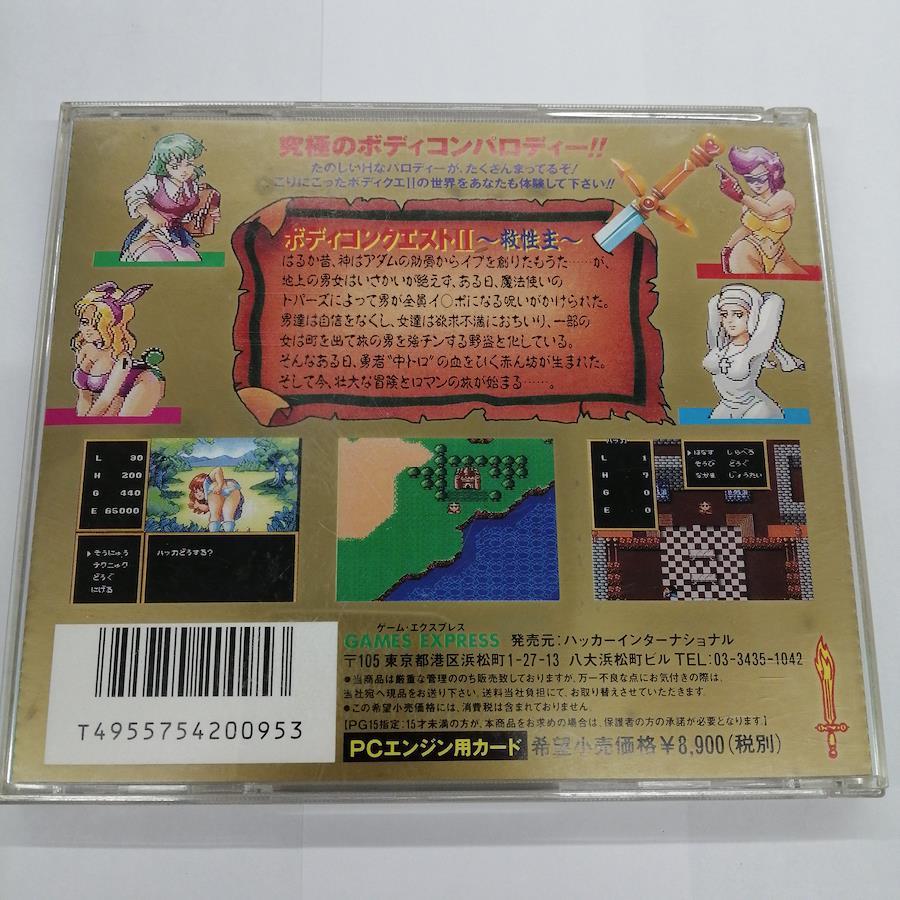 究極のボディコンパロディー!!
たのしいHなパロディーが、たくさんまってるぞ!
こりにこったボディクエIIの世界をあなたも体験して下さい!!
ボディコンクエストII〜救性主〜
はるか昔、神はアダムの肋骨からイブを創りたもうた……が、
地上の男女はいさかいが絶えず、ある日、魔法使いの
トパーズによって男が全員イ○ポになる呪いがかけられた。
男達は自信をなくし、女達は欲求不満におちいり、一部の
女は町を出て旅の男を強チンする野盗と化している。
そんなある日、勇者“中トロ”の血をひく赤ん坊が生まれた。
そして今、壮大な冒険とロマンの旅が始まる……。
L 30
H 200
G 440
E 65000
そうにゅう
テクニック
どうぐ
にげる
ハッカどうする?
ハッカー
L 1
H 7
G 0
E 0
はなす しらべる
そうび どうぐ
なかま じょうたい
ゲーム・エクスプレス
GAMES EXPRESS 発売元:ハッカーインターナショナル
〒105 東京都港区浜松町1-27-13 八大浜松町ビル TEL:03-3435-1042
●当商品は厳重な管理ののち販売致しておりますが、万一不良な点にお気付きの際は、
当社宛へ現品をお送り下さい。送料当社負担にて、お取り替えさせていただきます。
●この希望小売価格には、消費税は含まれておりません。
【PG15指定:15才未満の方が、本商品をお求めの場合は、保護者の方の承諾が必要となります。】
PCエンジン用カード 希望小売価格¥8,900(税別)
T4955754200953